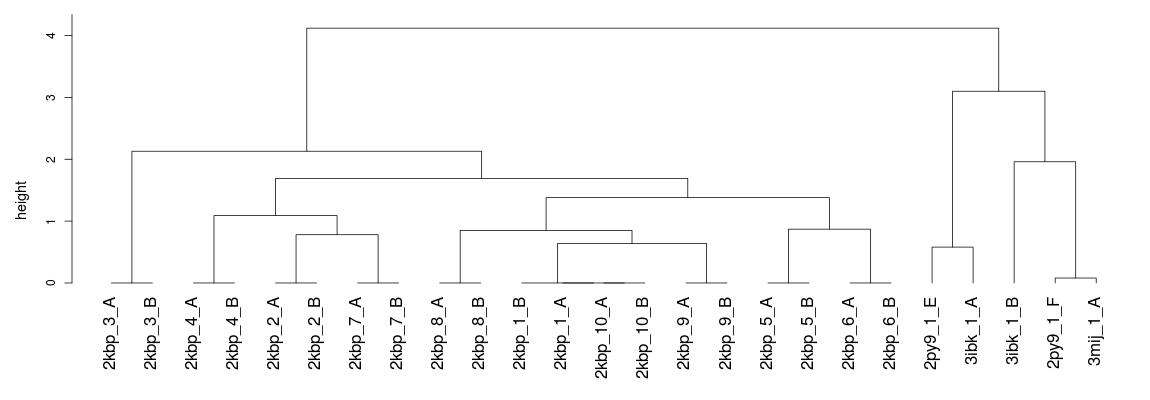 height
4
3
2
1
0
2kbp_3_A
2kbp_3_B
2kbp_4_A
2kbp_4_B
2kbp_2_A
2kbp_2_B
2kbp_7_A
2kbp_7_B
2kbp_8_A
2kbp_8_B
2kbp_1_B
2kbp_1_A
2kbp_10_A
2kbp_10_B
2kbp_9_A
2kbp_9_B
2kbp_5_A
2kbp_5_B
2kbp_6_A
2kbp_6_B
2py9_1_E
3ibk_1_A
3ibk_1_B
2py9_1_F
3mij_1_A